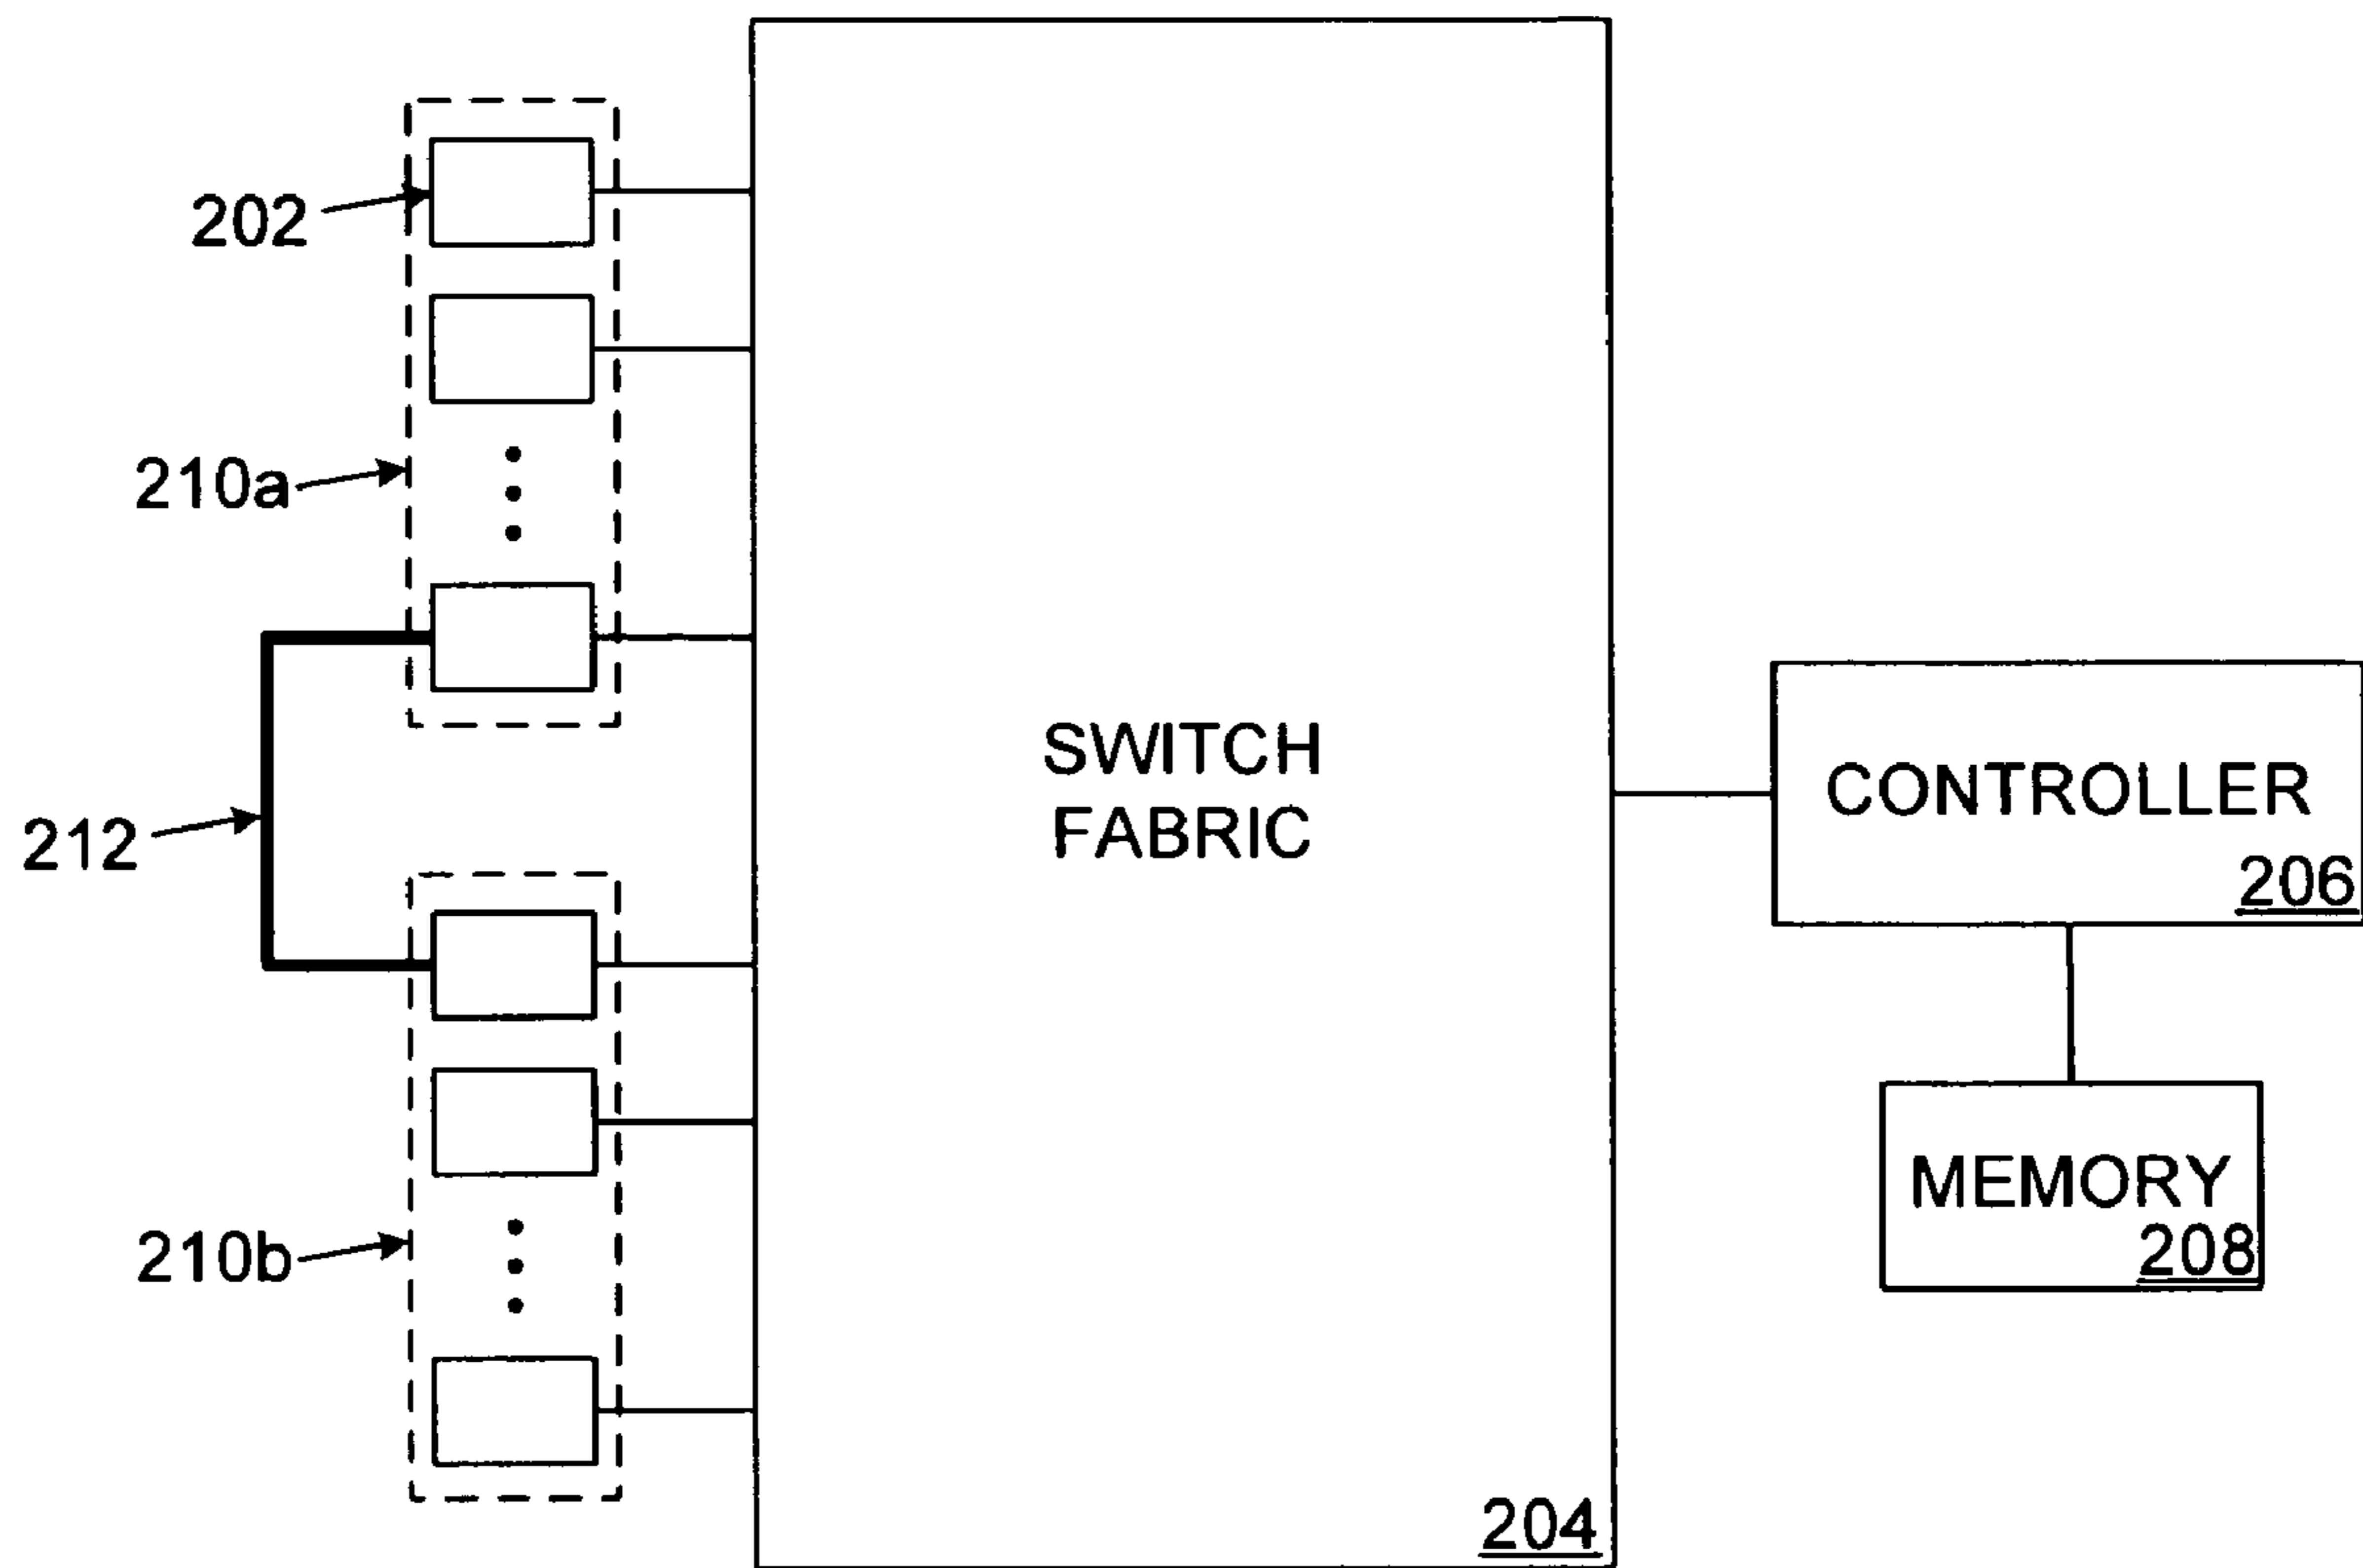 202
210a
212
210b
SWITCH
FABRIC
204
CONTROLLER
206
MEMORY
208